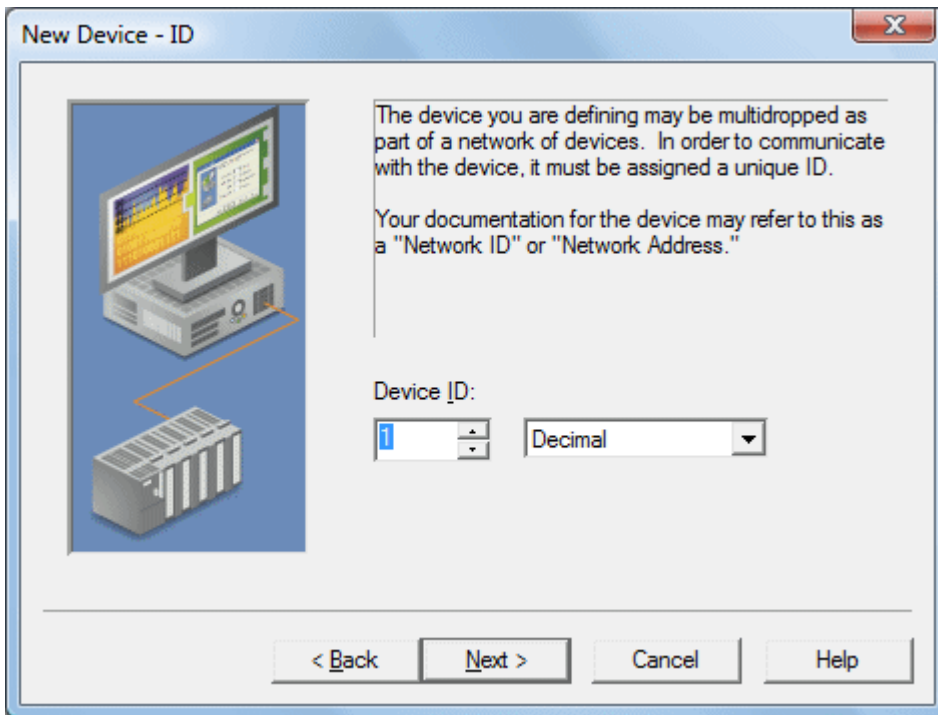 New Device - ID
The device you are defining may be multidropped as
part of a network of devices.  In order to communicate
with the device, it must be assigned a unique ID.
Your documentation for the device may refer to this as
a "Network ID" or "Network Address."
Device ID:
1 Decimal
< Back Next > Cancel Help